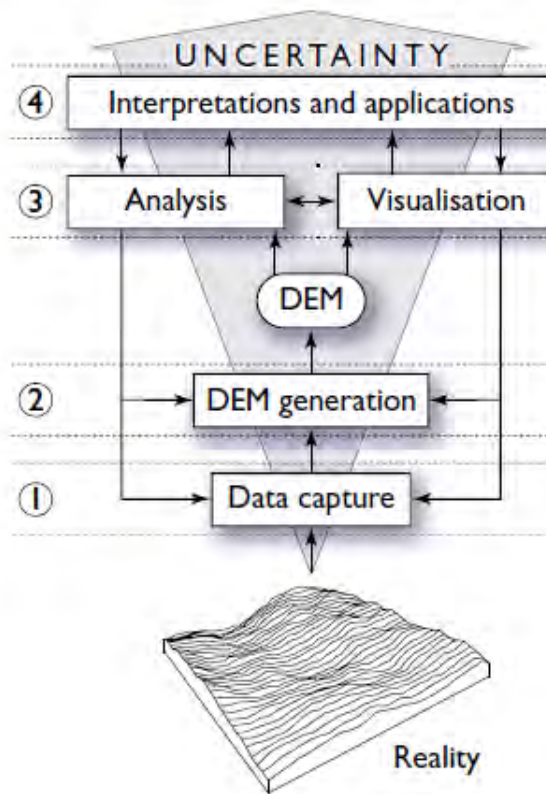 UNCERTAINTY
④ Interpretations and applications
③ Analysis Visualisation
DEM
② DEM generation
① Data capture
Reality